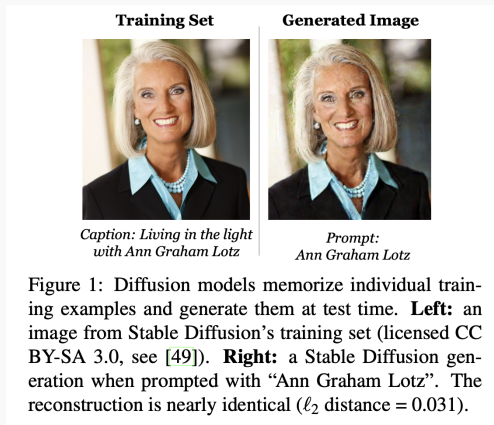 Training Set
Generated Image
Caption: Living in the light
with Ann Graham Lotz
Prompt:
Ann Graham Lotz
Figure 1: Diffusion models memorize individual train-
ing examples and generate them at test time. Left: an
image from Stable Diffusion's training set (licensed CC
BY-SA 3.0, see [49]). Right: a Stable Diffusion gen-
eration when prompted with “Ann Graham Lotz”. The
reconstruction is nearly identical (ℓ2 distance = 0.031).